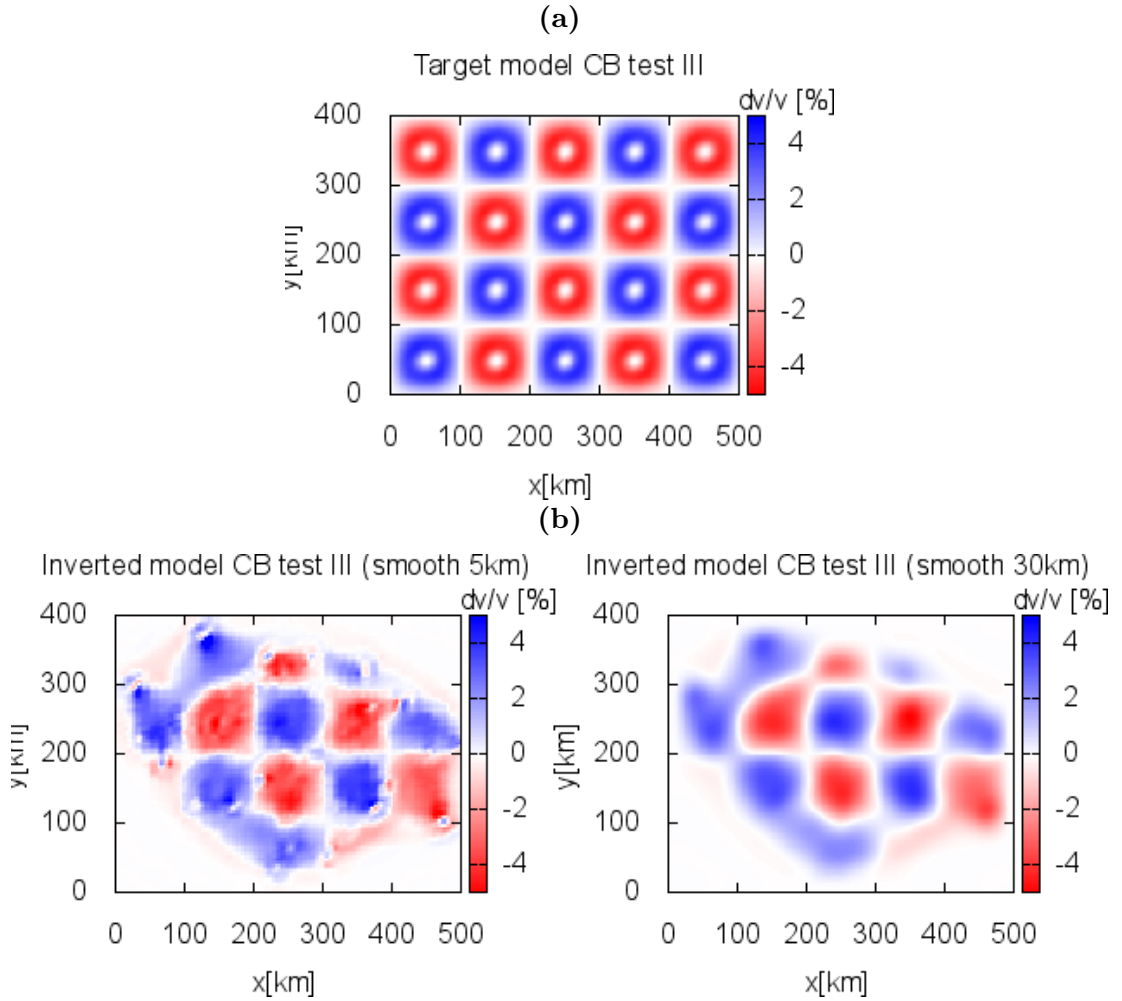 (a)
Target model CB test III
dv/v [%]
400
300
200
100
0
y[km]
0 100 200 300 400 500
x[km]
4
2
0
-2
-4
(b)
Inverted model CB test III (smooth 5km)
dv/v [%]
400
300
200
100
0
y[km]
0 100 200 300 400 500
x[km]
4
2
0
-2
-4
Inverted model CB test III (smooth 30km)
dv/v [%]
400
300
200
100
0
y[km]
0 100 200 300 400 500
x[km]
4
2
0
-2
-4